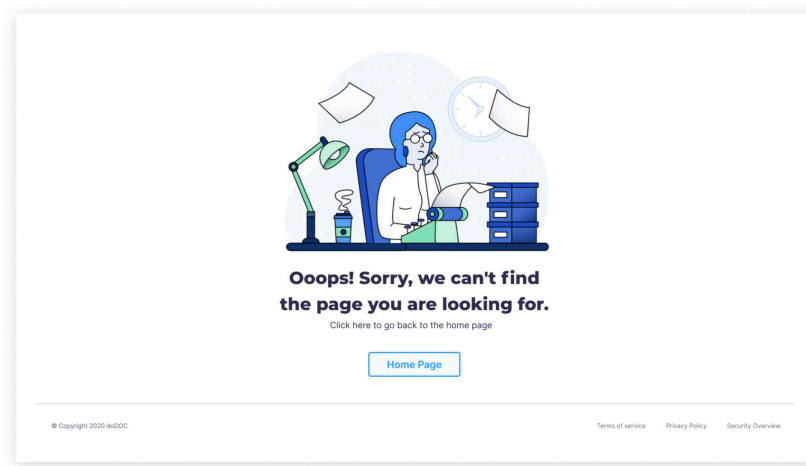 Ooops! Sorry, we can't find
the page you are looking for.
Click here to go back to the home page
Home Page
© Copyright 2020 doDOC
Terms of service
Privacy Policy
Security Overview